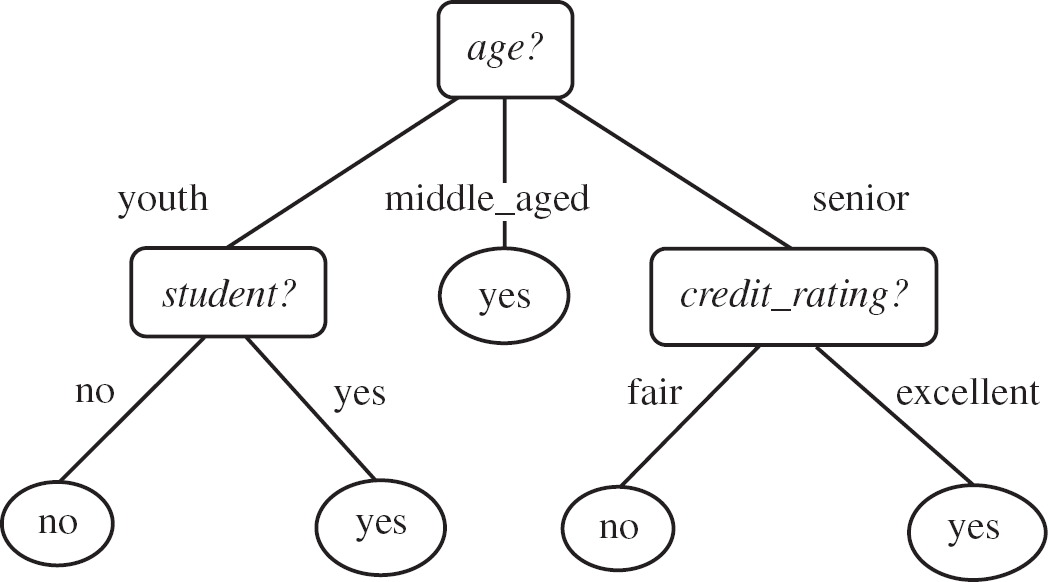 age?
youth
middle_aged
senior
student?
yes
credit_rating?
no
yes
fair
excellent
no
yes
no
yes